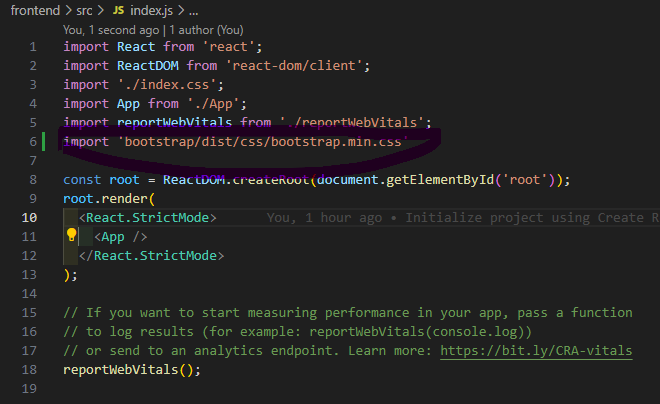 frontend > src > JS index.js > ...
You, 1 second ago | 1 author (You)
1 import React from 'react';
2 import ReactDOM from 'react-dom/client';
3 import './index.css';
4 import App from './App';
5 import reportWebVitals from './reportWebVitals';
6 import 'bootstrap/dist/css/bootstrap.min.css'
7
8 const root = ReactDOM.createRoot(document.getElementById('root'));
9 root.render(
10 <React.StrictMode> You, 1 hour ago • Initialize project using Create R
11 <App />
12 </React.StrictMode>
13 );
14
15 // If you want to start measuring performance in your app, pass a function
16 // to log results (for example: reportWebVitals(console.log))
17 // or send to an analytics endpoint. Learn more: https://bit.ly/CRA-vitals
18 reportWebVitals();
19